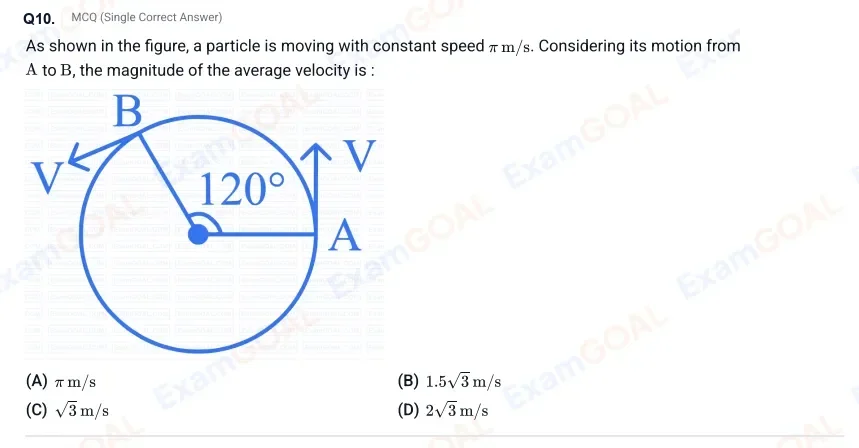 Q10. MCQ (Single Correct Answer)
As shown in the figure, a particle is moving with constant speed π m/s. Considering its motion from
A to B, the magnitude of the average velocity is :
B
V
V
120°
A
(A) π m/s
(B) 1.5√3 m/s
(C) √3 m/s
(D) 2√3 m/s
ExamGOAL